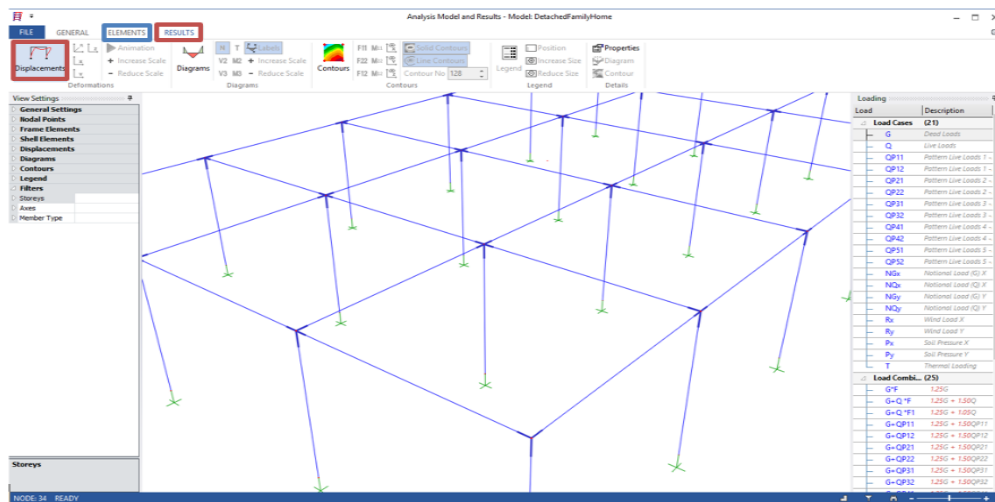 Analysis Model and Results - Model: DetachedFamilyHome
FILE GENERAL ELEMENTS RESULTS
Displacements
Animation
+ Increase Scale
- Reduce Scale
Deformations
Diagrams
N T Labels
V2 M2 + Increase Scale
V3 M3 - Reduce Scale
Diagrams
Contours
F11 Solid Contours
F22 Line Contours
F12 Contour No 128
Contours
Legend
Position
Increase Size
Reduce Size
Legend
Properties
Diagram
Contour
Details
View Settings
General Settings
Nodal Points
Frame Elements
Shell Elements
Displacements
Diagrams
Contours
Legend
Filters
Storeys
Axes
Member Type
Storeys
Loading
Load Description
Load Cases (21)
G Dead Loads
Q Live Loads
QP11 Pattern Live Loads 1 -
QP12 Pattern Live Loads 1 -
QP21 Pattern Live Loads 2 -
QP22 Pattern Live Loads 2 -
QP31 Pattern Live Loads 3 -
QP32 Pattern Live Loads 3 -
QP41 Pattern Live Loads 4 -
QP42 Pattern Live Loads 4 -
QP51 Pattern Live Loads 5 -
QP52 Pattern Live Loads 5 -
NGx Notional Load (G) X
NQx Notional Load (Q) X
NGy Notional Load (G) Y
NQy Notional Load (Q) Y
Rx Wind Load X
Ry Wind Load Y
Px Soil Pressure X
Py Soil Pressure Y
T Thermal Loading
Load Combi... (25)
G*F 1.25G
G+Q *F 1.25G + 1.50Q
G+Q *F1 1.25G + 1.05Q
G+QP11 1.25G + 1.50QP11
G+QP12 1.25G + 1.50QP12
G+QP21 1.25G + 1.50QP21
G+QP22 1.25G + 1.50QP22
G+QP31 1.25G + 1.50QP31
G+QP32 1.25G + 1.50QP32
NODE: 34 READY